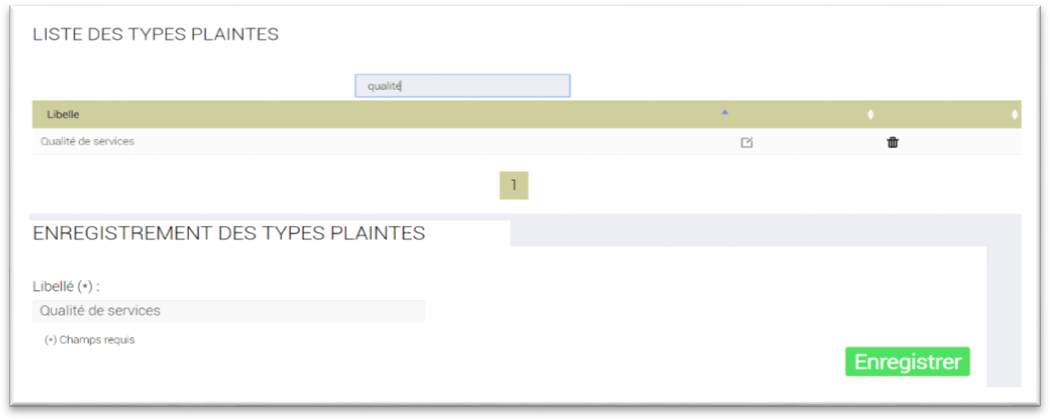 LISTE DES TYPES PLAINTES
qualité
Libelle
Qualité de services
1
ENREGISTREMENT DES TYPES PLAINTES
Libellé (*) :
Qualité de services
(*) Champs requis
Enregistrer